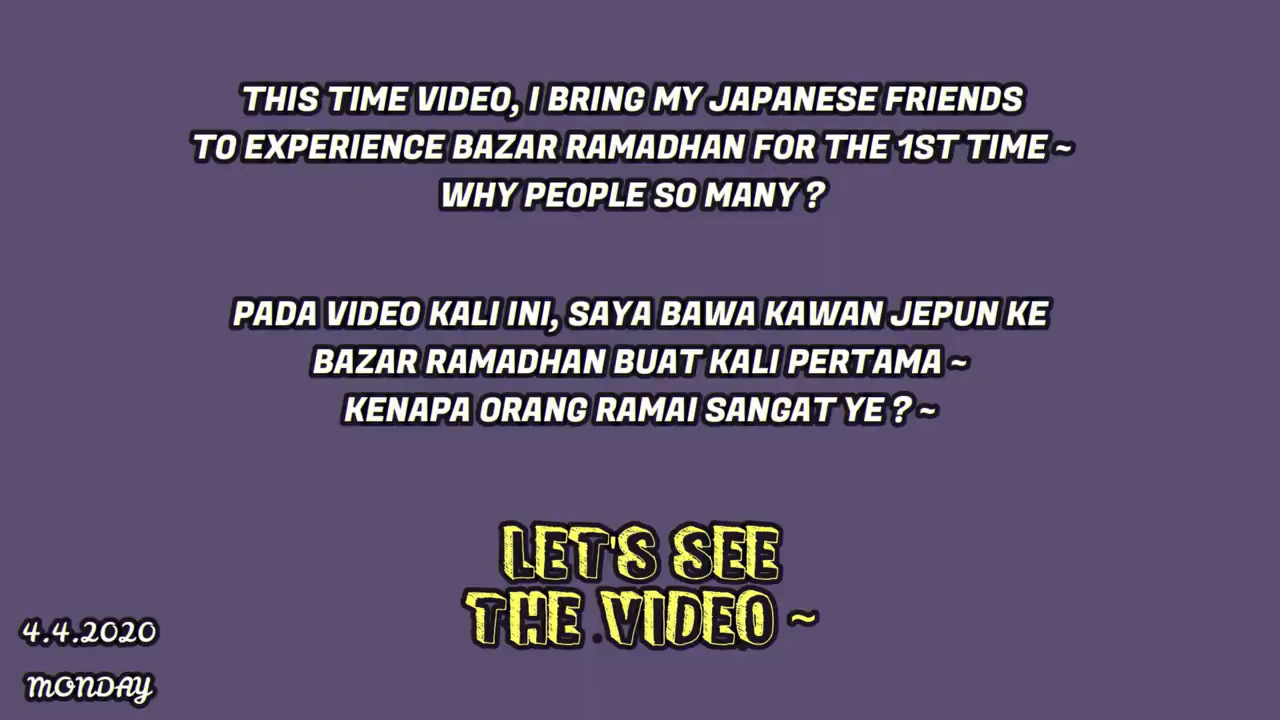 THIS TIME VIDEO, I BRING MY JAPANESE FRIENDS
TO EXPERIENCE BAZAR RAMADHAN FOR THE 1ST TIME ~
WHY PEOPLE SO MANY ?
PADA VIDEO KALI INI, SAYA BAWA KAWAN JEPUN KE
BAZAR RAMADHAN BUAT KALI PERTAMA ~
KENAPA ORANG RAMAI SANGAT YE ? ~
LET'S SEE
THE VIDEO ~
4.4.2020
MONDAY